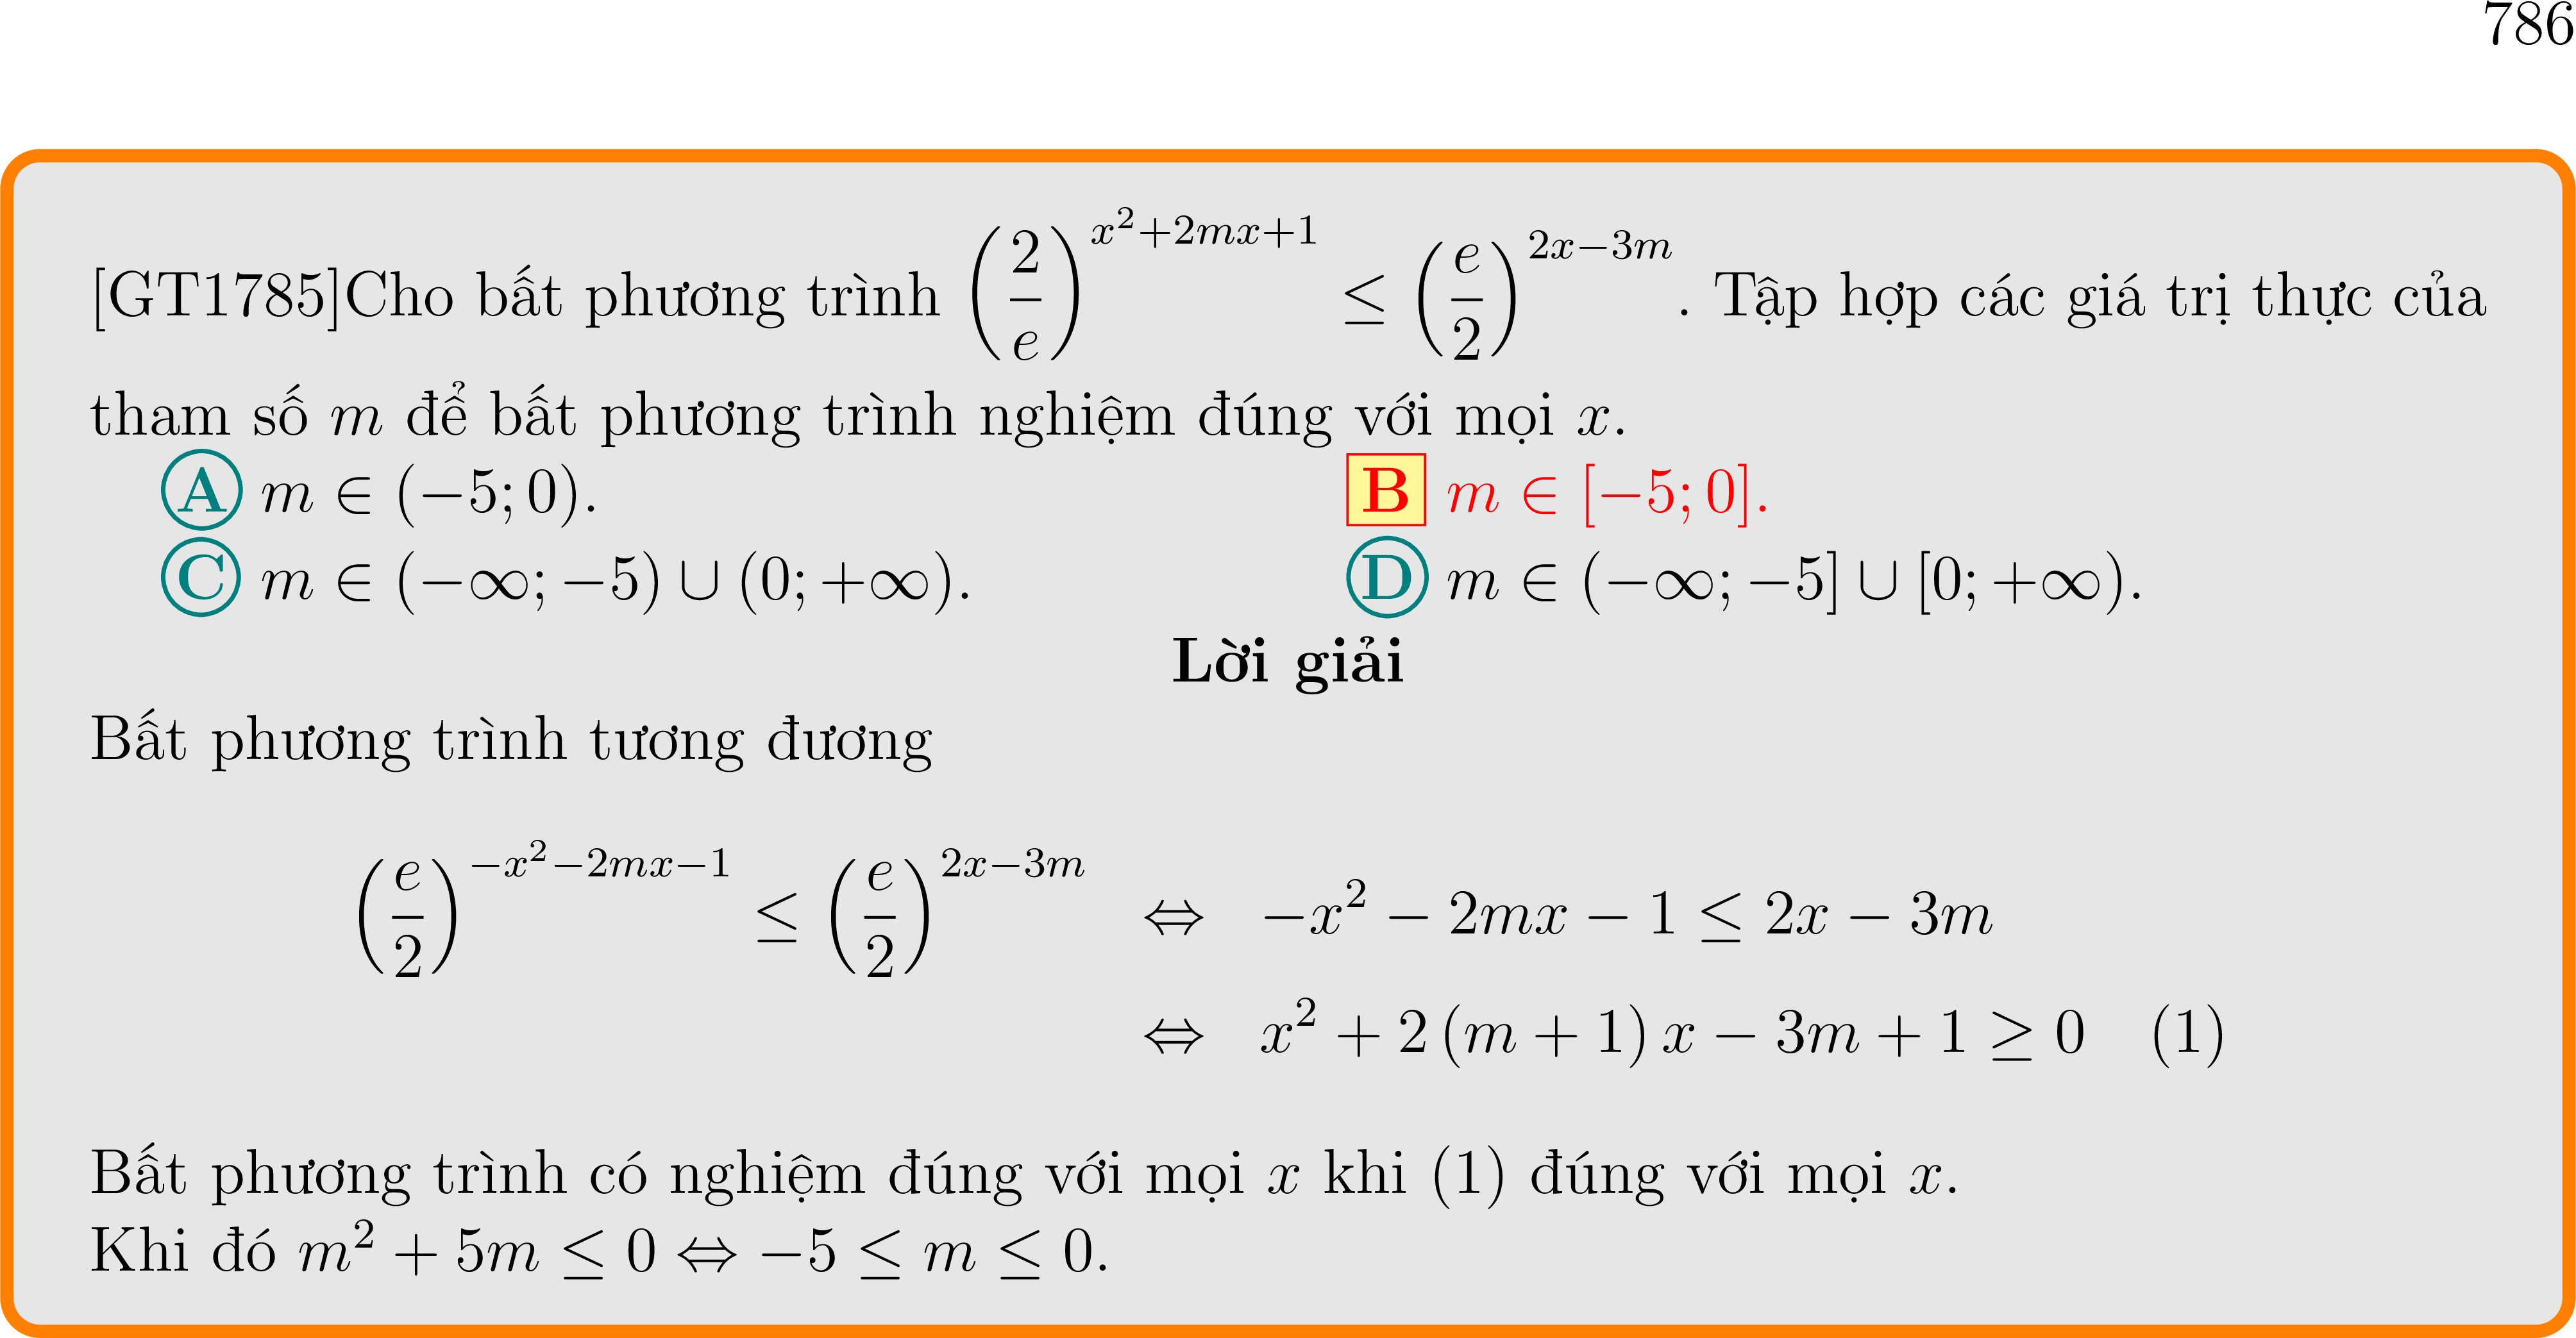 786
[GT1785]Cho bất phương trình $\left(\frac{2}{e}\right)^{x^2+2mx+1} \leq \left(\frac{e}{2}\right)^{2x-3m}$. Tập hợp các giá trị thực của
tham số $m$ để bất phương trình nghiệm đúng với mọi $x$.
A $m \in (-5; 0)$. B $m \in [-5; 0]$.
C $m \in (-\infty; -5) \cup (0; +\infty)$. D $m \in (-\infty; -5] \cup [0; +\infty)$.
Lời giải
Bất phương trình tương đương
$\left(\frac{e}{2}\right)^{-x^2-2mx-1} \leq \left(\frac{e}{2}\right)^{2x-3m} \Leftrightarrow -x^2 - 2mx - 1 \leq 2x - 3m$
$\Leftrightarrow x^2 + 2(m+1)x - 3m + 1 \geq 0 \quad (1)$
Bất phương trình có nghiệm đúng với mọi $x$ khi (1) đúng với mọi $x$.
Khi đó $m^2 + 5m \leq 0 \Leftrightarrow -5 \leq m \leq 0$.